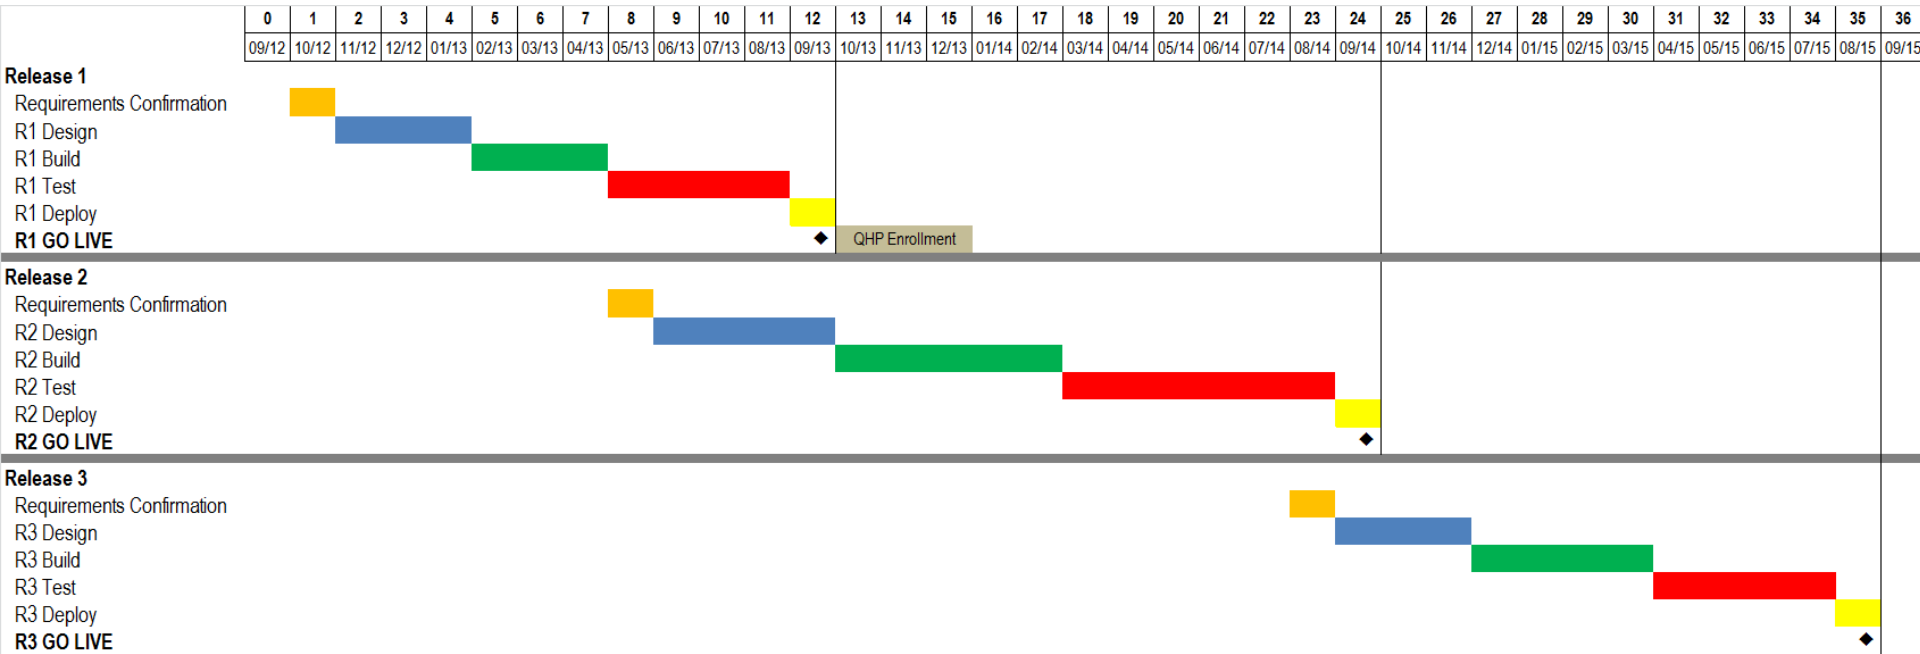 0 1 2 3 4 5 6 7 8 9 10 11 12 13 14 15 16 17 18 19 20 21 22 23 24 25 26 27 28 29 30 31 32 33 34 35 36
09/12 10/12 11/12 12/12 01/13 02/13 03/13 04/13 05/13 06/13 07/13 08/13 09/13 10/13 11/13 12/13 01/14 02/14 03/14 04/14 05/14 06/14 07/14 08/14 09/14 10/14 11/14 12/14 01/15 02/15 03/15 04/15 05/15 06/15 07/15 08/15 09/15
Release 1
Requirements Confirmation
R1 Design
R1 Build
R1 Test
R1 Deploy
R1 GO LIVE QHP Enrollment
Release 2
Requirements Confirmation
R2 Design
R2 Build
R2 Test
R2 Deploy
R2 GO LIVE
Release 3
Requirements Confirmation
R3 Design
R3 Build
R3 Test
R3 Deploy
R3 GO LIVE